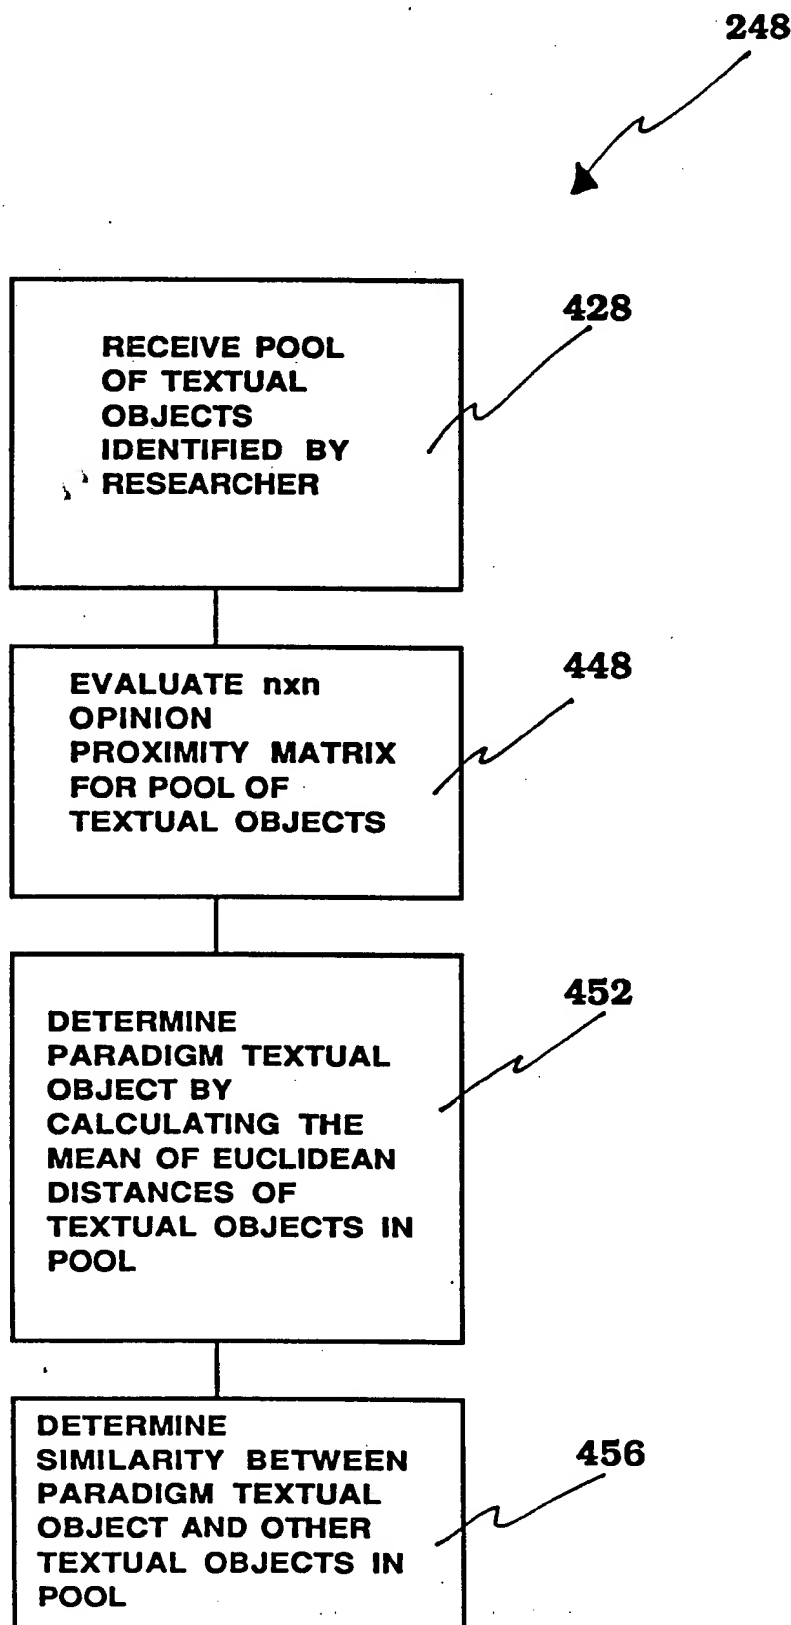 248
428
RECEIVE POOL
OF TEXTUAL
OBJECTS
IDENTIFIED BY
RESEARCHER
448
EVALUATE nxn
OPINION
PROXIMITY MATRIX
FOR POOL OF
TEXTUAL OBJECTS
452
DETERMINE
PARADIGM TEXTUAL
OBJECT BY
CALCULATING THE
MEAN OF EUCLIDEAN
DISTANCES OF
TEXTUAL OBJECTS IN
POOL
456
DETERMINE
SIMILARITY BETWEEN
PARADIGM TEXTUAL
OBJECT AND OTHER
TEXTUAL OBJECTS IN
POOL